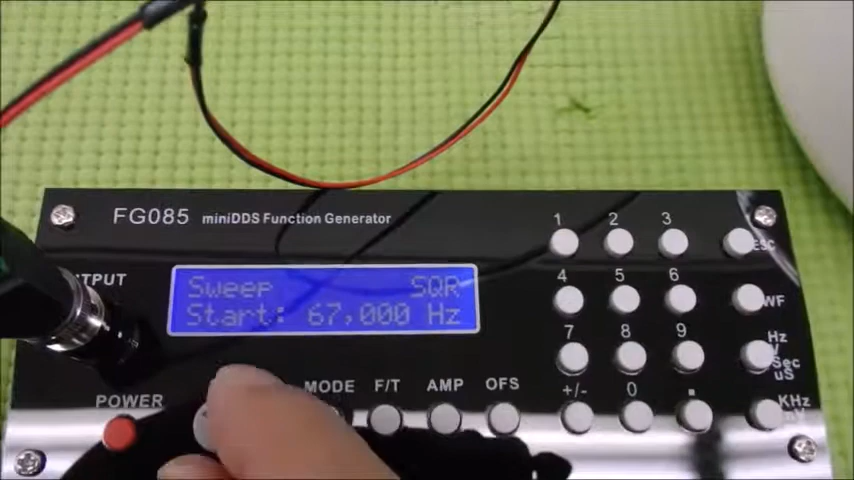 FG085 miniDDS Function Generator
1 2 3
ESC
Sweep SQR
Start: 67,000 Hz
4 5 6
WF
7 8 9
Hz
Sec
uS
MODE F/T AMP OFS
POWER
+/- 0 .
KHz